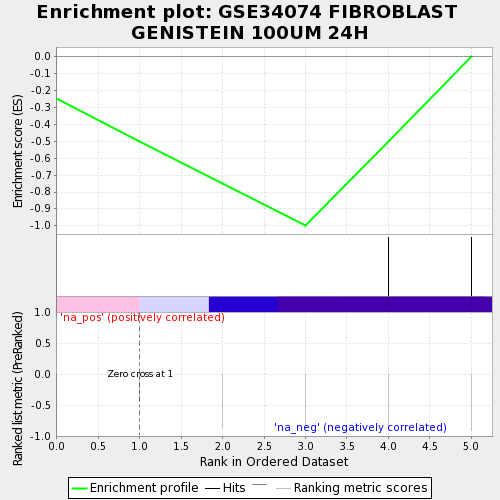 Enrichment plot: GSE34074 FIBROBLAST
GENISTEIN 100UM 24H
Enrichment score (ES)
0.0
-0.1
-0.2
-0.3
-0.4
-0.5
-0.6
-0.7
-0.8
-0.9
-1.0
Ranked list metric (PreRanked)
1.0
0.5
0.0
-0.5
-1.0
'na_pos' (positively correlated)
Zero cross at 1
'na_neg' (negatively correlated)
0.0 0.5 1.0 1.5 2.0 2.5 3.0 3.5 4.0 4.5 5.0
Rank in Ordered Dataset
Enrichment profile Hits Ranking metric scores